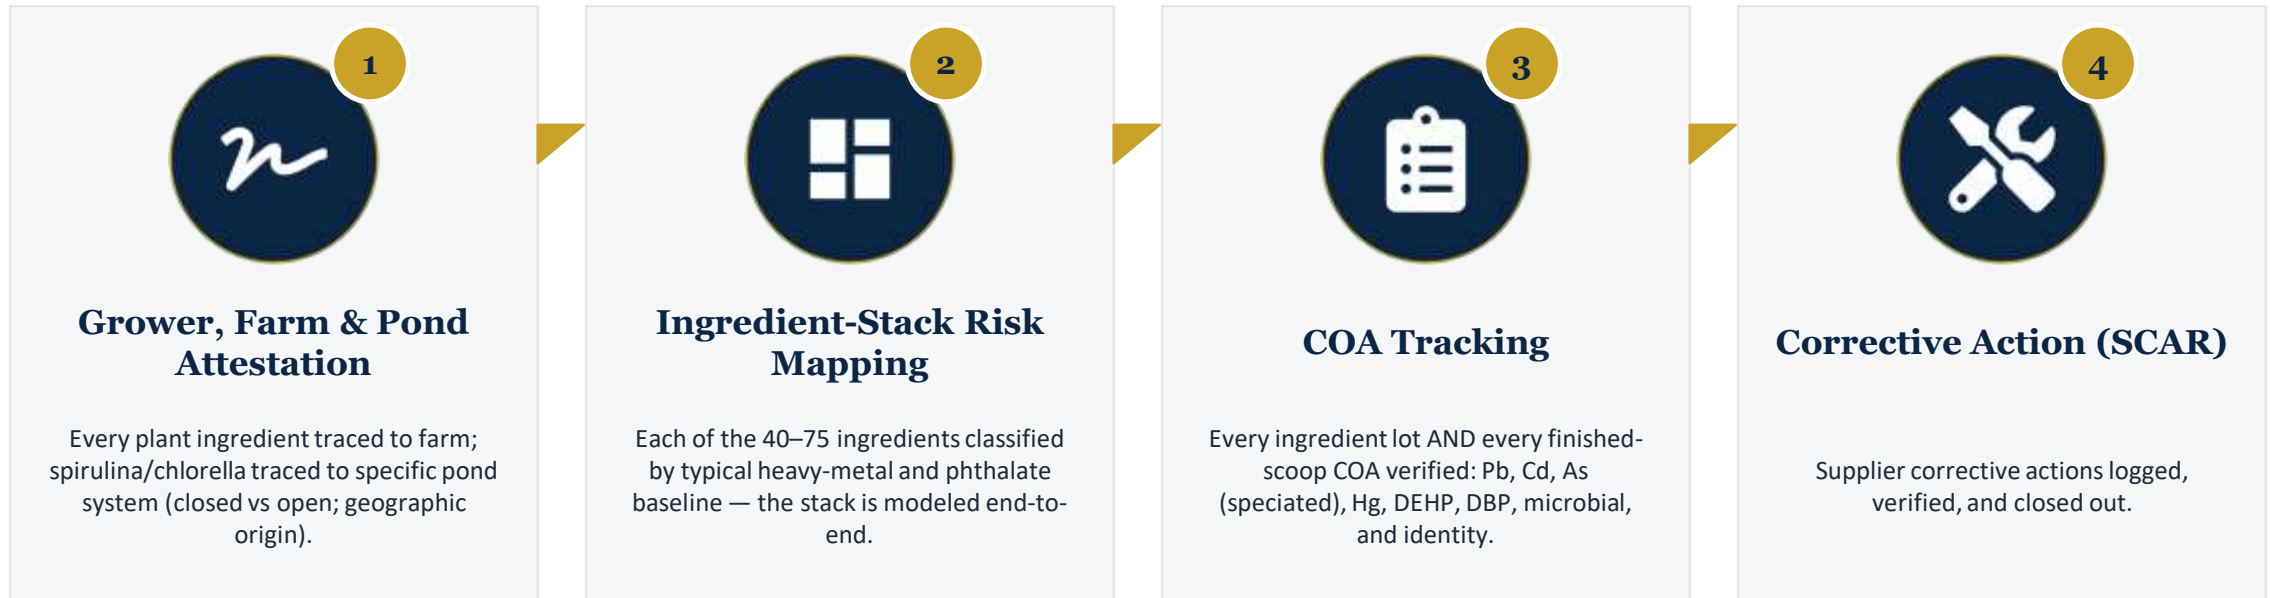 1
Grower, Farm & Pond
Attestation
Every plant ingredient traced to farm;
spirulina/chlorella traced to specific pond
system (closed vs open; geographic
origin).
2
Ingredient-Stack Risk
Mapping
Each of the 40–75 ingredients classified
by typical heavy-metal and phthalate
baseline — the stack is modeled end-to-
end.
3
COA Tracking
Every ingredient lot AND every finished-
scoop COA verified: Pb, Cd, As
(speciated), Hg, DEHP, DBP, microbial,
and identity.
4
Corrective Action (SCAR)
Supplier corrective actions logged,
verified, and closed out.